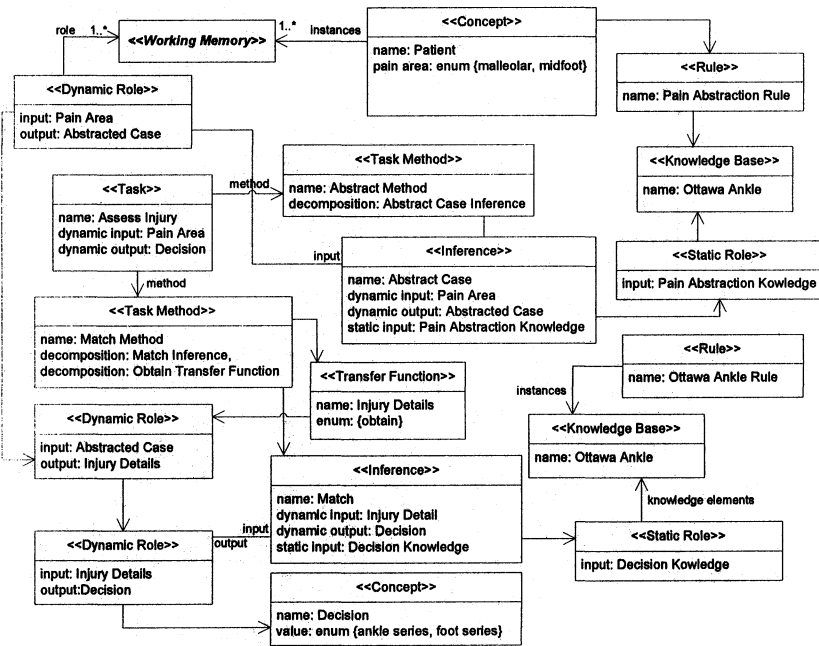 role
1..*
<<Working Memory>>
1..*
instances
<<Concept>>
name: Patient
pain area: enum {malleolar, midfoot}
<<Rule>>
name: Pain Abstraction Rule
<<Dynamic Role>>
input: Pain Area
output: Abstracted Case
<<Task Method>>
name: Abstract Method
decomposition: Abstract Case Inference
<<Knowledge Base>>
name: Ottawa Ankle
<<Task>>
name: Assess Injury
dynamic input: Pain Area
dynamic output: Decision
method
input
<<Inference>>
name: Abstract Case
dynamic input: Pain Area
dynamic output: Abstracted Case
static input: Pain Abstraction Knowledge
<<Static Role>>
input: Pain Abstraction Kowledge
method
<<Task Method>>
name: Match Method
decomposition: Match Inference,
decomposition: Obtain Transfer Function
<<Rule>>
name: Ottawa Ankle Rule
<<Transfer Function>>
name: Injury Details
enum: {obtain}
instances
<<Dynamic Role>>
input: Abstracted Case
output: Injury Details
<<Knowledge Base>>
name: Ottawa Ankle
<<Inference>>
name: Match
dynamic input: Injury Detail
dynamic output: Decision
static input: Decision Knowledge
knowledge elements
<<Static Role>>
input: Decision Kowledge
input
output
<<Dynamic Role>>
input: Injury Details
output:Decision
<<Concept>>
name: Decision
value: enum {ankle series, foot series}